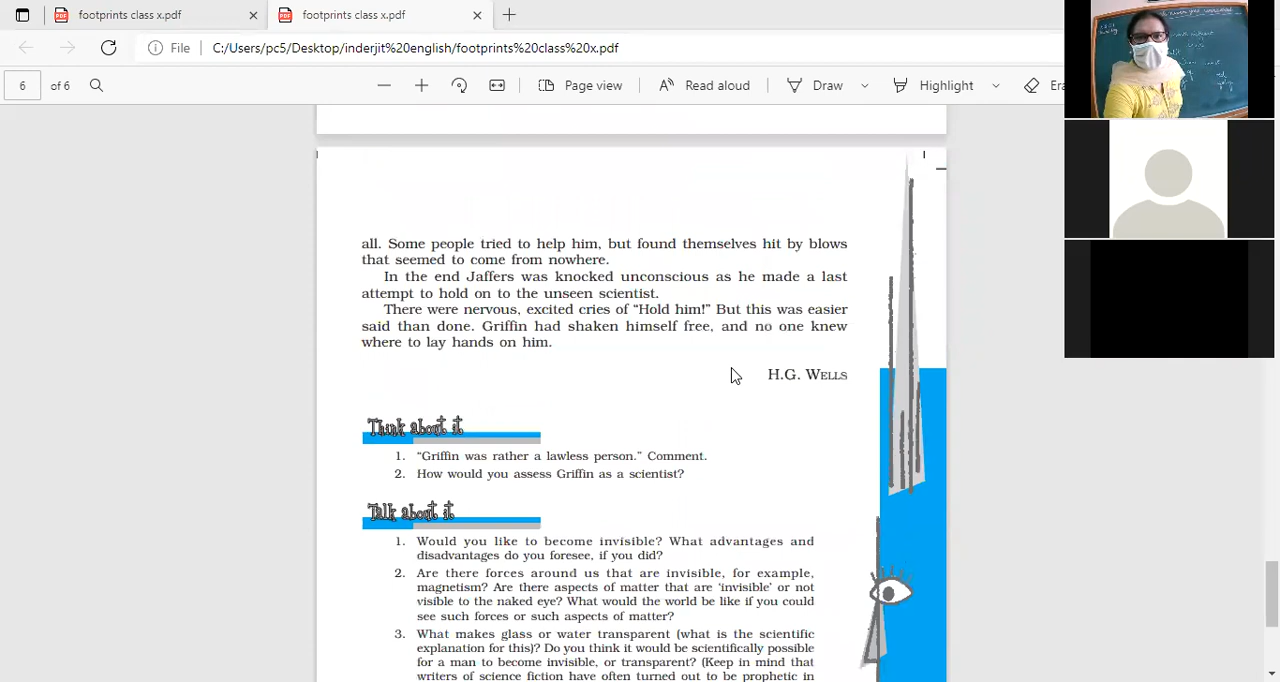 footprints class x.pdf
footprints class x.pdf
File
C:/Users/pc5/Desktop/inderjit%20english/footprints%20class%20x.pdf
6 of 6
Page view
Read aloud
Draw
Highlight
Era
all. Some people tried to help him, but found themselves hit by blows
that seemed to come from nowhere.
In the end Jaffers was knocked unconscious as he made a last
attempt to hold on to the unseen scientist.
There were nervous, excited cries of “Hold him!” But this was easier
said than done. Griffin had shaken himself free, and no one knew
where to lay hands on him.
H.G. WELLS
Think about it
1. “Griffin was rather a lawless person.” Comment.
2. How would you assess Griffin as a scientist?
Talk about it
1. Would you like to become invisible? What advantages and
disadvantages do you foresee, if you did?
2. Are there forces around us that are invisible, for example,
magnetism? Are there aspects of matter that are ‘invisible’ or not
visible to the naked eye? What would the world be like if you could
see such forces or such aspects of matter?
3. What makes glass or water transparent (what is the scientific
explanation for this)? Do you think it would be scientifically possible
for a man to become invisible, or transparent? (Keep in mind that
writers of science fiction have often turned out to be prophetic in